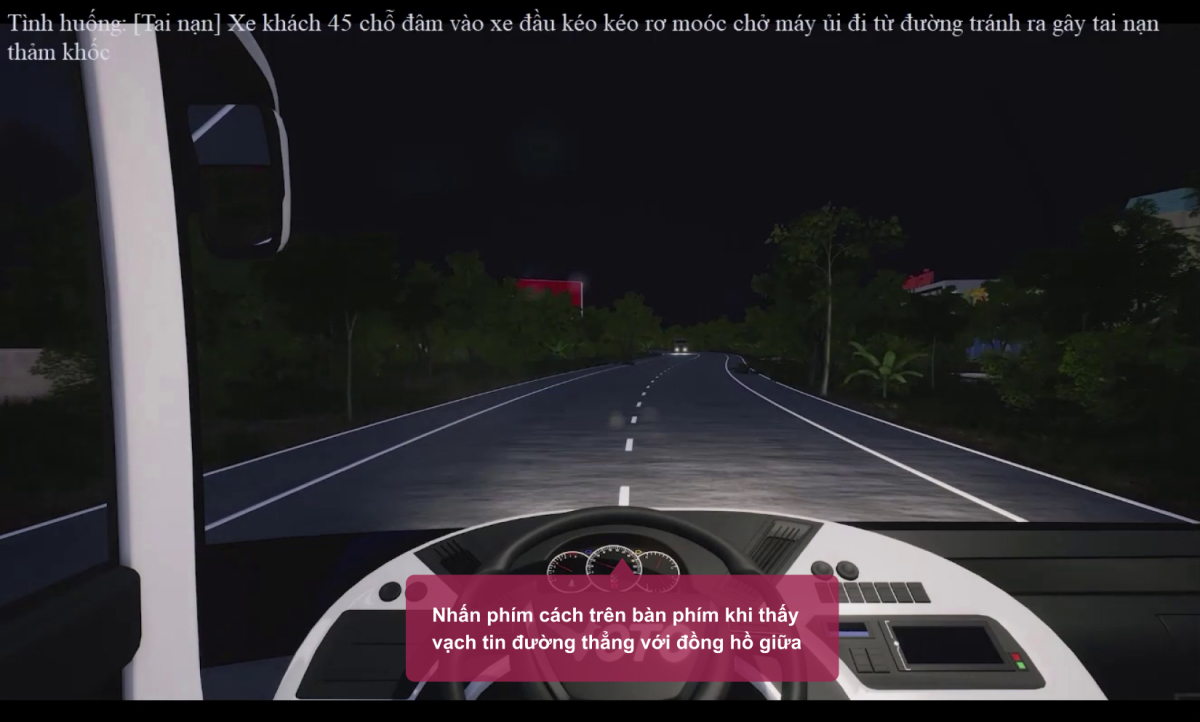 Tình huống: [Tai nạn] Xe khách 45 chỗ đâm vào xe đầu kéo kéo rơ moóc chở máy ủi đi từ đường tránh ra gây tai nạn
thảm khốc
Nhấn phím cách trên bàn phím khi thấy
vạch tin đường thẳng với đồng hồ giữa